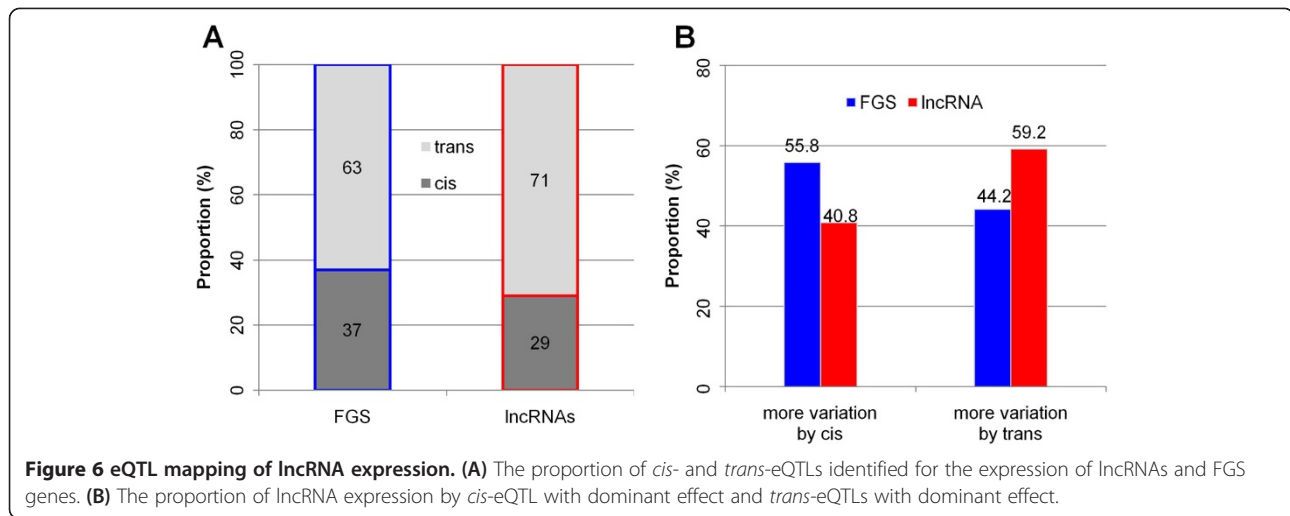 A
Proportion (%)
100
80
60
40
20
0
63
37
71
29
trans
cis
FGS
lncRNAs
B
Proportion (%)
80
60
40
20
0
FGS
lncRNA
55.8
40.8
44.2
59.2
more variation
by cis
more variation
by trans
Figure 6 eQTL mapping of lncRNA expression. (A) The proportion of cis- and trans-eQTLs identified for the expression of lncRNAs and FGS
genes. (B) The proportion of lncRNA expression by cis-eQTL with dominant effect and trans-eQTLs with dominant effect.